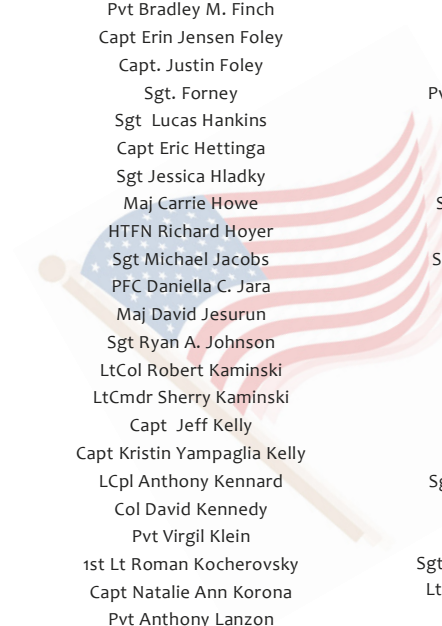 Pvt Bradley M. Finch
Capt Erin Jensen Foley
Capt. Justin Foley
Sgt. Forney
Sgt Lucas Hankins
Capt Eric Hettinga
Sgt Jessica Hladky
Maj Carrie Howe
HTFN Richard Hoyer
Sgt Michael Jacobs
PFC Daniella C. Jara
Maj David Jesurun
Sgt Ryan A. Johnson
LtCol Robert Kaminski
LtCmdr Sherry Kaminski
Capt Jeff Kelly
Capt Kristin Yampaglia Kelly
LCpl Anthony Kennard
Col David Kennedy
Pvt Virgil Klein
1st Lt Roman Kocherovsky
Capt Natalie Ann Korona
Pvt Anthony Lanzon
Sgt
Lt